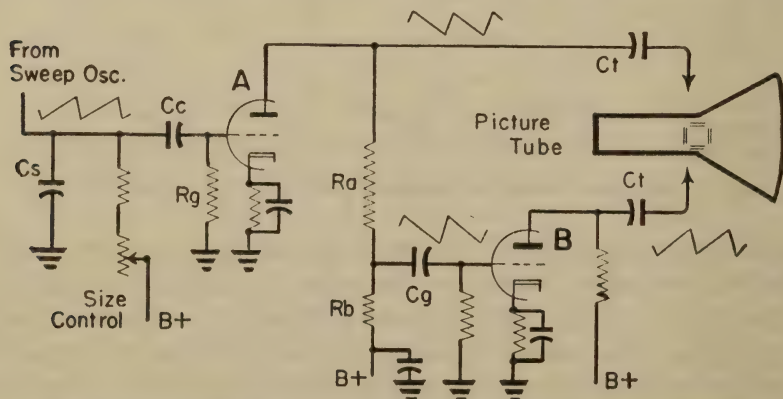 From
Sweep Osc.
A
Cc
Cs
Rg
Size
Control
B+
Ra
Rb
B+
Cg
B
B+
Ct
Picture
Tube
Ct